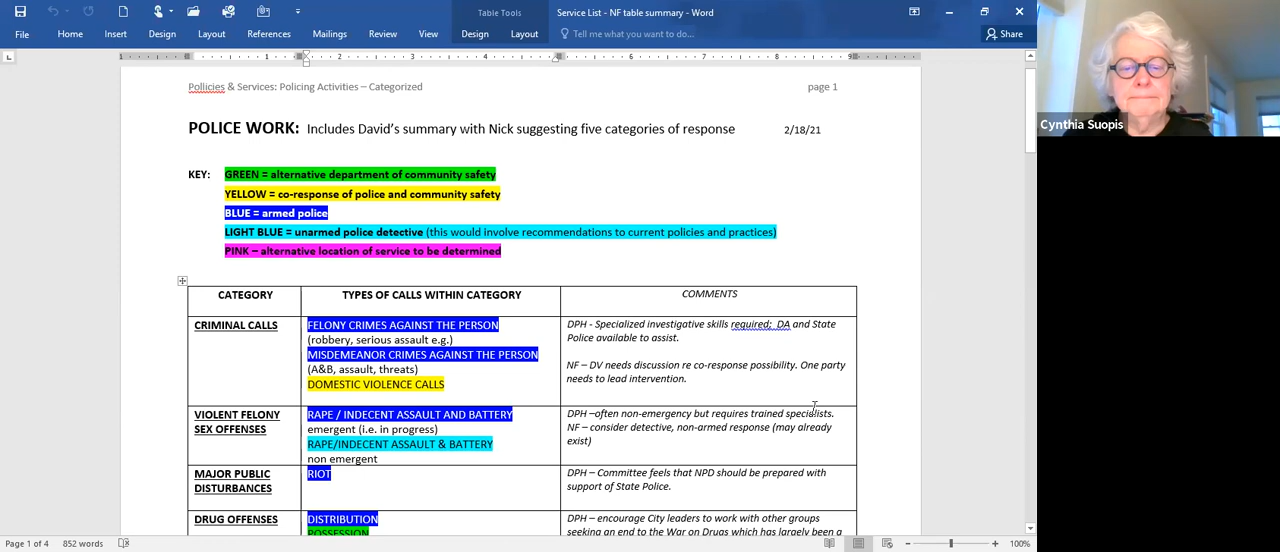 Table Tools
Service List - NF table summary - Word
File
Home
Insert
Design
Layout
References
Mailings
Review
View
Design
Layout
Tell me what you want to do...
Share
Cynthia Suopis
Pollicies & Services: Policing Activities – Categorized
page 1
POLICE WORK: Includes David's summary with Nick suggesting five categories of response 2/18/21
KEY: GREEN = alternative department of community safety
YELLOW = co-response of police and community safety
BLUE = armed police
LIGHT BLUE = unarmed police detective (this would involve recommendations to current policies and practices)
PINK – alternative location of service to be determined
CATEGORY
TYPES OF CALLS WITHIN CATEGORY
COMMENTS
CRIMINAL CALLS
FELONY CRIMES AGAINST THE PERSON
(robbery, serious assault e.g.)
MISDEMEANOR CRIMES AGAINST THE PERSON
(A&B, assault, threats)
DOMESTIC VIOLENCE CALLS
DPH - Specialized investigative skills required; DA and State
Police available to assist.
NF – DV needs discussion re co-response possibility. One party
needs to lead intervention.
VIOLENT FELONY
SEX OFFENSES
RAPE / INDECENT ASSAULT AND BATTERY
emergent (i.e. in progress)
RAPE/INDECENT ASSAULT & BATTERY
non emergent
DPH –often non-emergency but requires trained specialists.
NF – consider detective, non-armed response (may already
exist)
MAJOR PUBLIC
DISTURBANCES
RIOT
DPH – Committee feels that NPD should be prepared with
support of State Police.
DRUG OFFENSES
DISTRIBUTION
POSSESSION
DPH – encourage City leaders to work with other groups
seeking an end to the War on Drugs which has largely been a
Page 1 of 4
852 words
100%